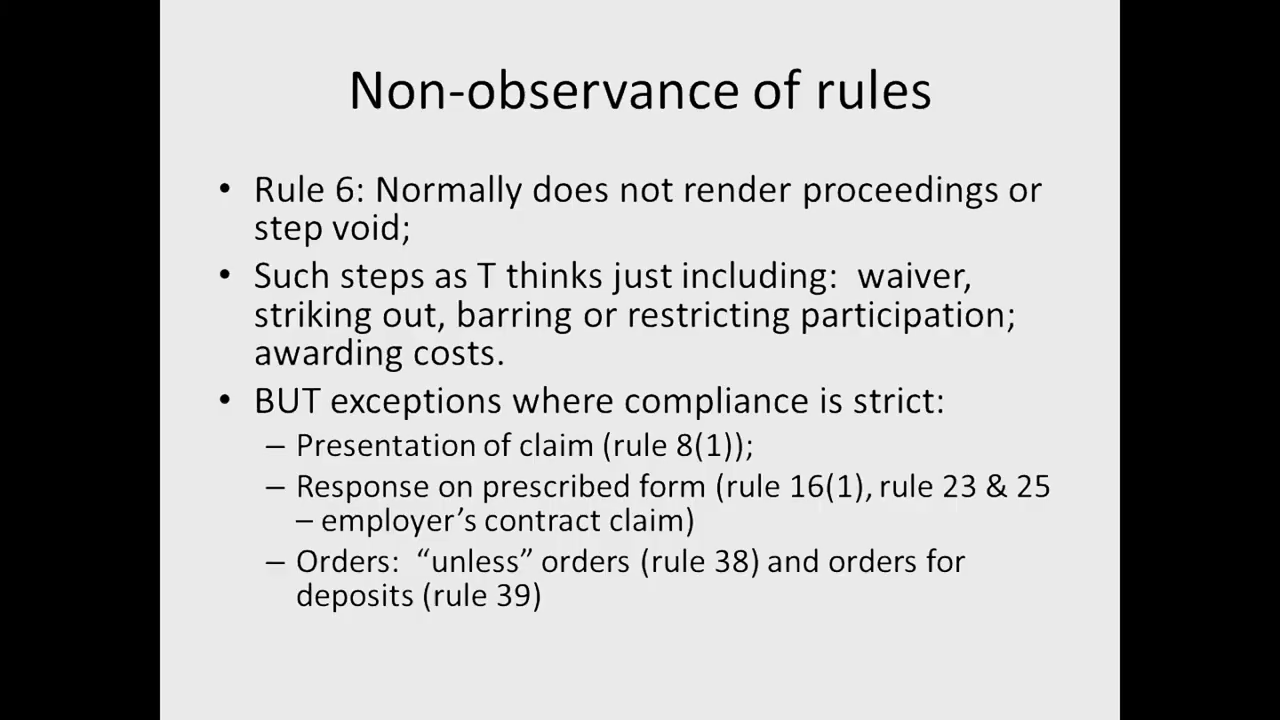 Non-observance of rules
• Rule 6: Normally does not render proceedings or
step void;
• Such steps as T thinks just including:  waiver,
striking out, barring or restricting participation;
awarding costs.
• BUT exceptions where compliance is strict:
– Presentation of claim (rule 8(1));
– Response on prescribed form (rule 16(1), rule 23 & 25
– employer’s contract claim)
– Orders:  “unless” orders (rule 38) and orders for
deposits (rule 39)